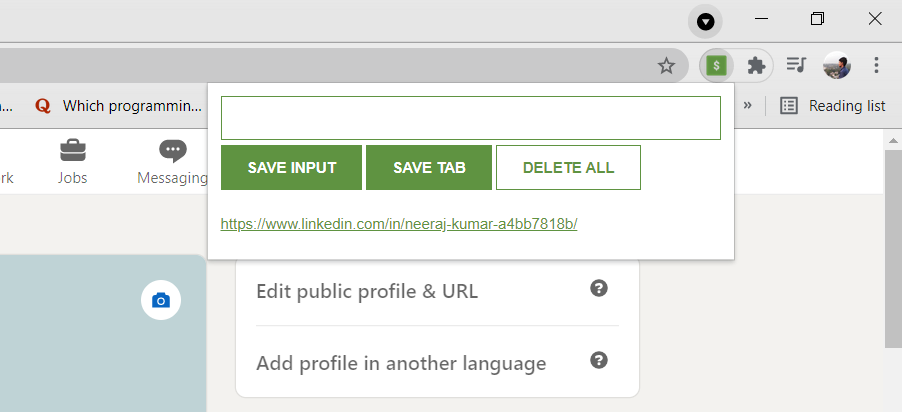 n...
Which programmin...
»
Reading list
$
SAVE INPUT
SAVE TAB
DELETE ALL
https://www.linkedin.com/in/neeraj-kumar-a4bb7818b/
rk
Jobs
Messaging
Edit public profile & URL
?
Add profile in another language
?